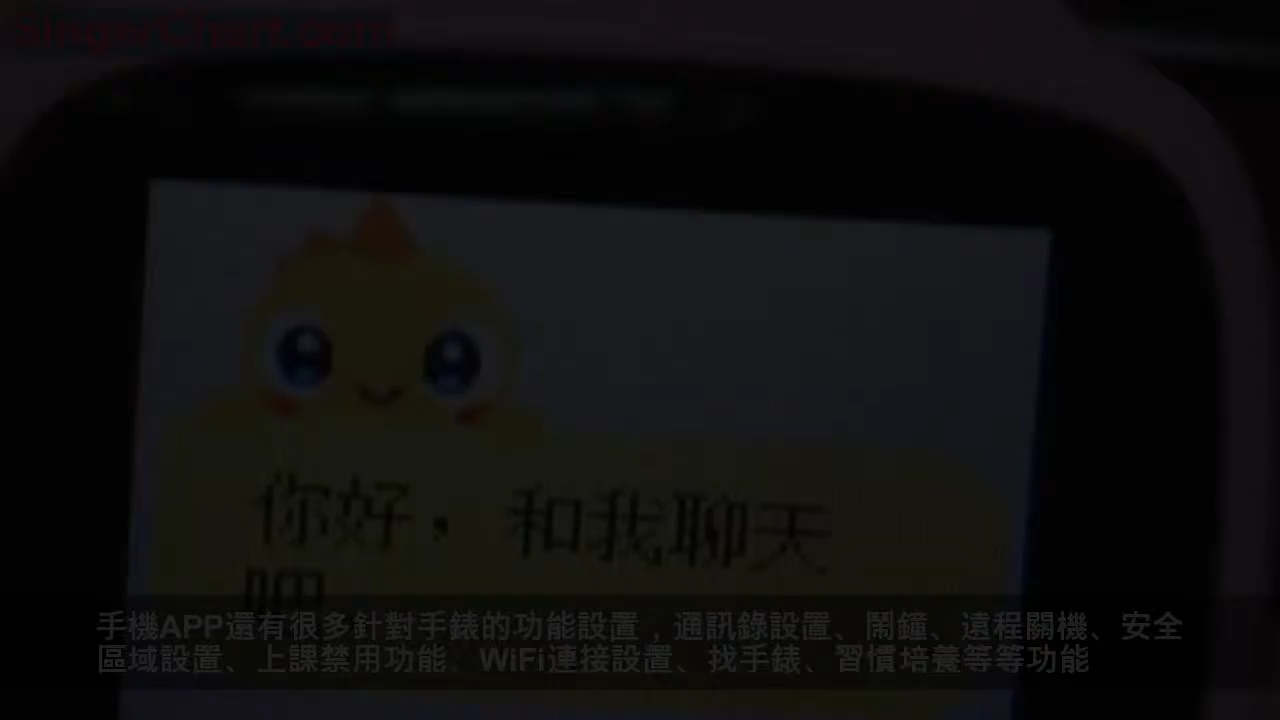 SingerChart.com
你好，和我聊天
吧
手機APP還有很多針對手錶的功能設置，通訊錄設置、鬧鐘、遠程關機、安全
區域設置、上課禁用功能、WiFi連接設置、找手錶、習慣培養等等功能